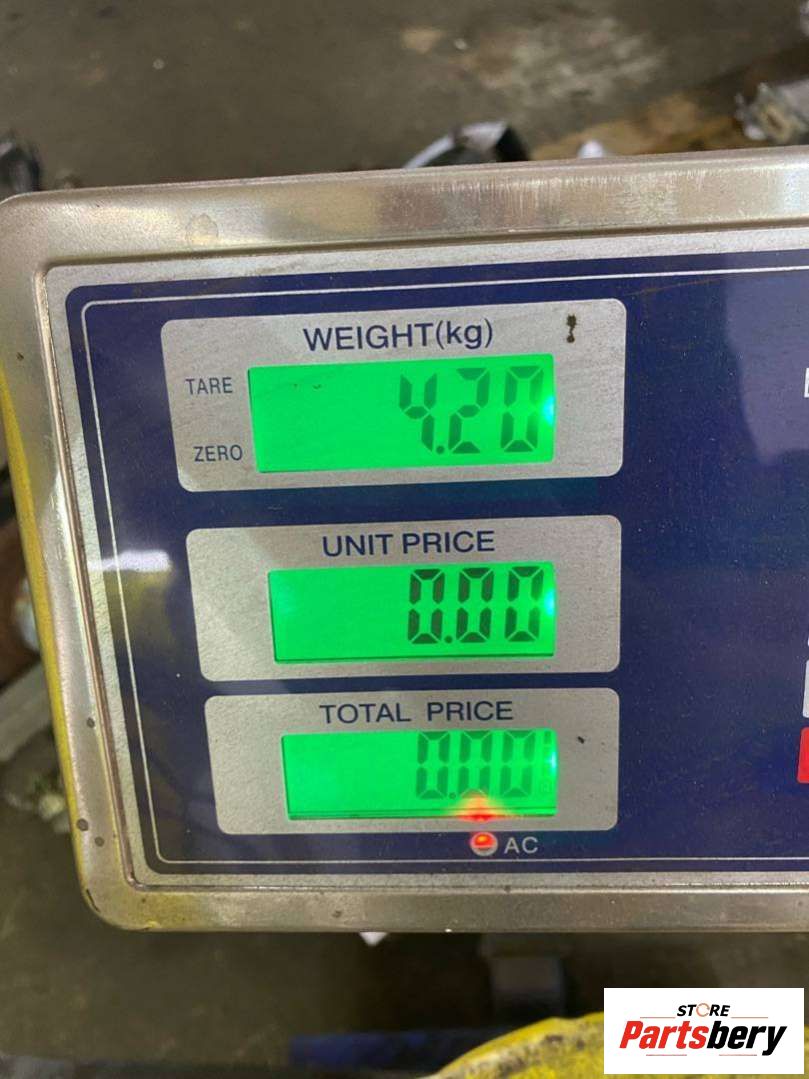 WEIGHT(kg)
TARE
4.20
ZERO
UNIT PRICE
0.00
TOTAL PRICE
0.00
AC
STORE
Partsbery